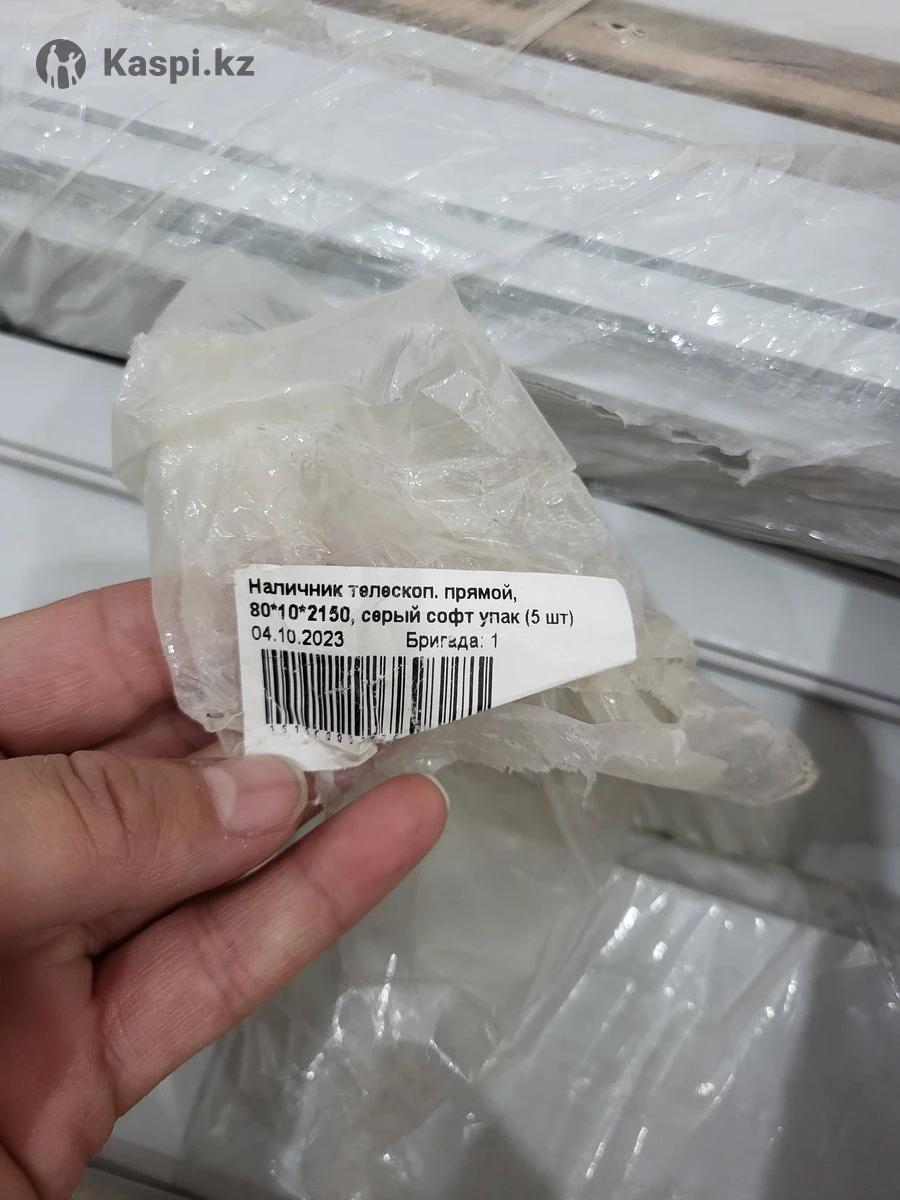 Kaspi.kz
Наличник телескоп. прямой,
80*10*2150, серый софт упак (5 шт)
04.10.2023 Бригада: 1